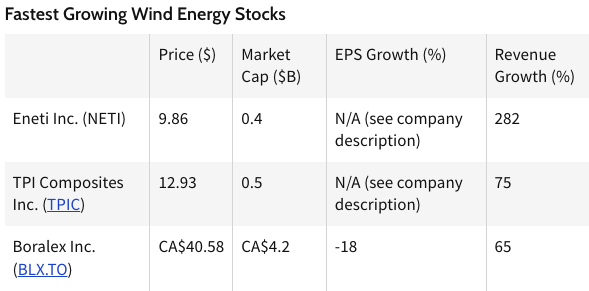 Fastest Growing Wind Energy Stocks
Price ($) Market Cap ($B) EPS Growth (%) Revenue Growth (%)
Eneti Inc. (NETI) 9.86 0.4 N/A (see company description) 282
TPI Composites Inc. (TPIC) 12.93 0.5 N/A (see company description) 75
Boralex Inc. (BLX.TO) CA$40.58 CA$4.2 -18 65